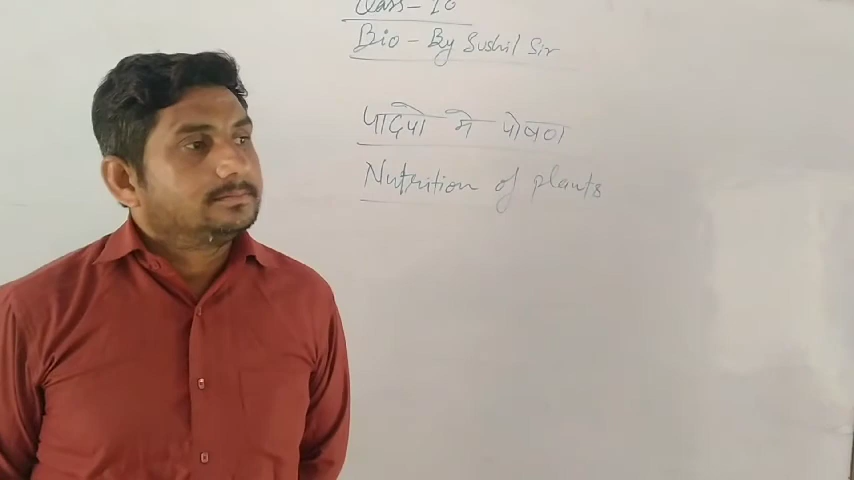 Class-10
Bio - By Sushil Sir
पादपो मे पोषण
Nutrition of plants